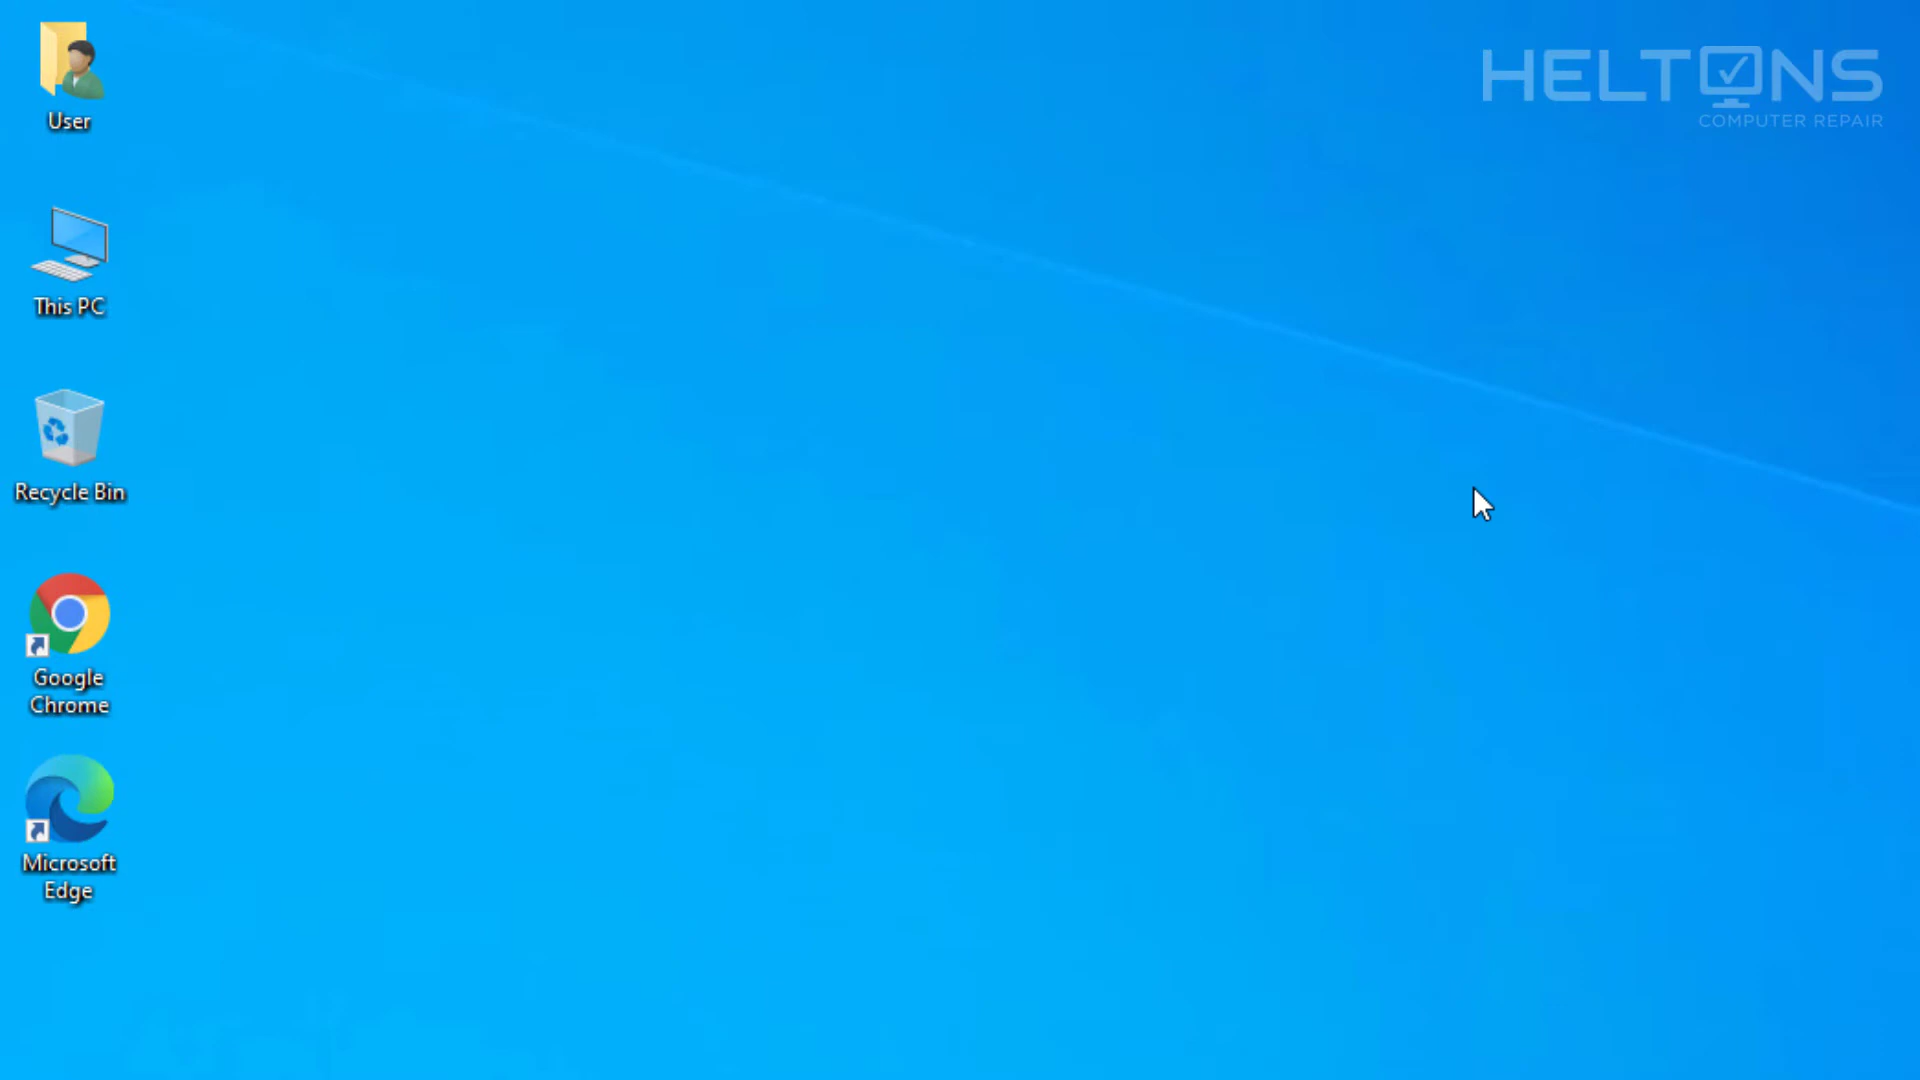 HELTONS
COMPUTER REPAIR
User
This PC
Recycle Bin
Google
Chrome
Microsoft
Edge